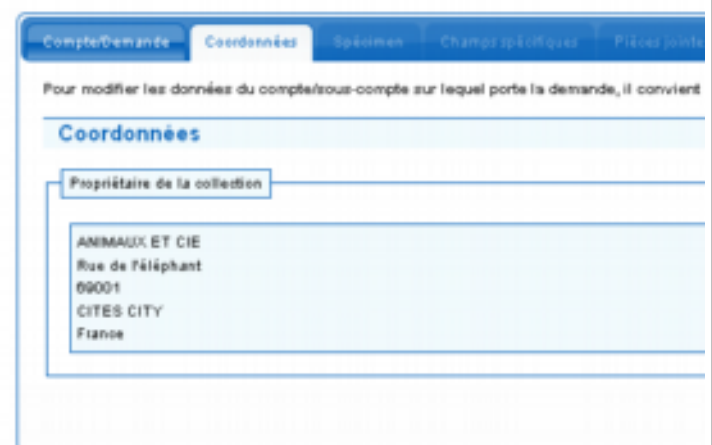 Compte/Demande Coordonnées Spécimen Champs spécifiques Pièces jointe
Pour modifier les données du compte/sous-compte sur lequel porte la demande, il convient
Coordonnées
Propriétaire de la collection
ANIMAUX ET CIE
Rue de l'éléphant
69001
CITES CITY
France